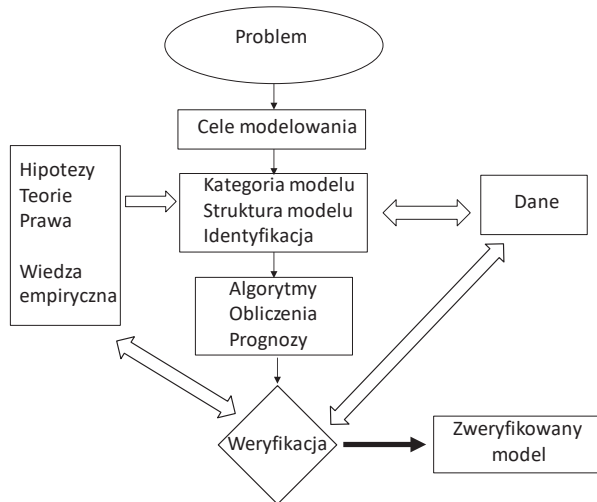 Problem
Cele modelowania
Hipotezy
Teorie
Prawa
Wiedza
empiryczna
Kategoria modelu
Struktura modelu
Identyfikacja
Dane
Algorytmy
Obliczenia
Prognozy
Weryfikacja
Zweryfikowany
model